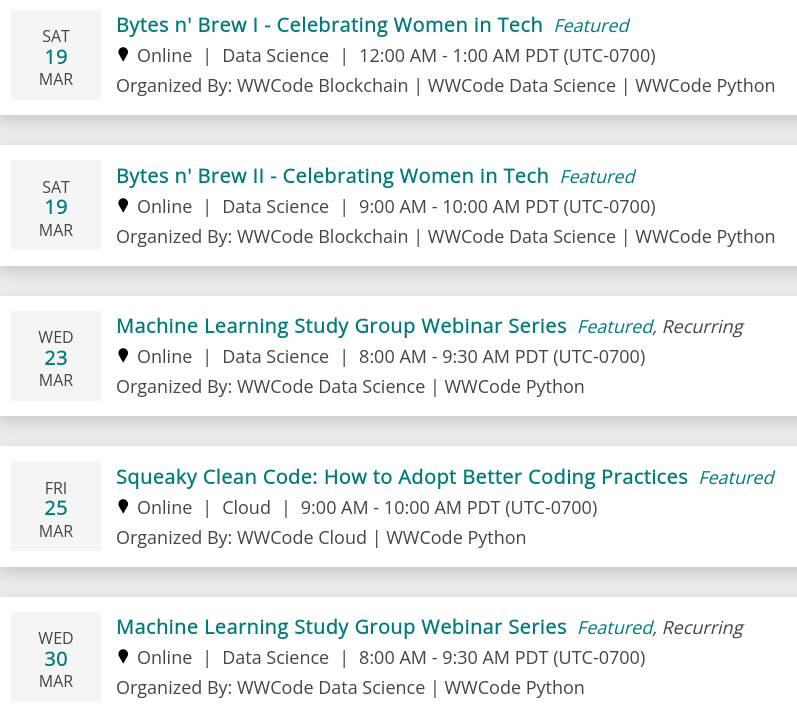 SAT
19
MAR
Bytes n' Brew I - Celebrating Women in Tech Featured
Online | Data Science | 12:00 AM - 1:00 AM PDT (UTC-0700)
Organized By: WWCode Blockchain | WWCode Data Science | WWCode Python
SAT
19
MAR
Bytes n' Brew II - Celebrating Women in Tech Featured
Online | Data Science | 9:00 AM - 10:00 AM PDT (UTC-0700)
Organized By: WWCode Blockchain | WWCode Data Science | WWCode Python
WED
23
MAR
Machine Learning Study Group Webinar Series Featured, Recurring
Online | Data Science | 8:00 AM - 9:30 AM PDT (UTC-0700)
Organized By: WWCode Data Science | WWCode Python
FRI
25
MAR
Squeaky Clean Code: How to Adopt Better Coding Practices Featured
Online | Cloud | 9:00 AM - 10:00 AM PDT (UTC-0700)
Organized By: WWCode Cloud | WWCode Python
WED
30
MAR
Machine Learning Study Group Webinar Series Featured, Recurring
Online | Data Science | 8:00 AM - 9:30 AM PDT (UTC-0700)
Organized By: WWCode Data Science | WWCode Python